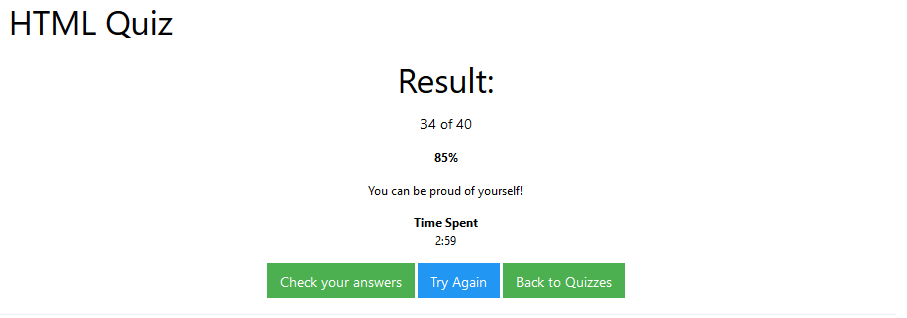 HTML Quiz
Result:
34 of 40
85%
You can be proud of yourself!
Time Spent
2:59
Check your answers Try Again Back to Quizzes